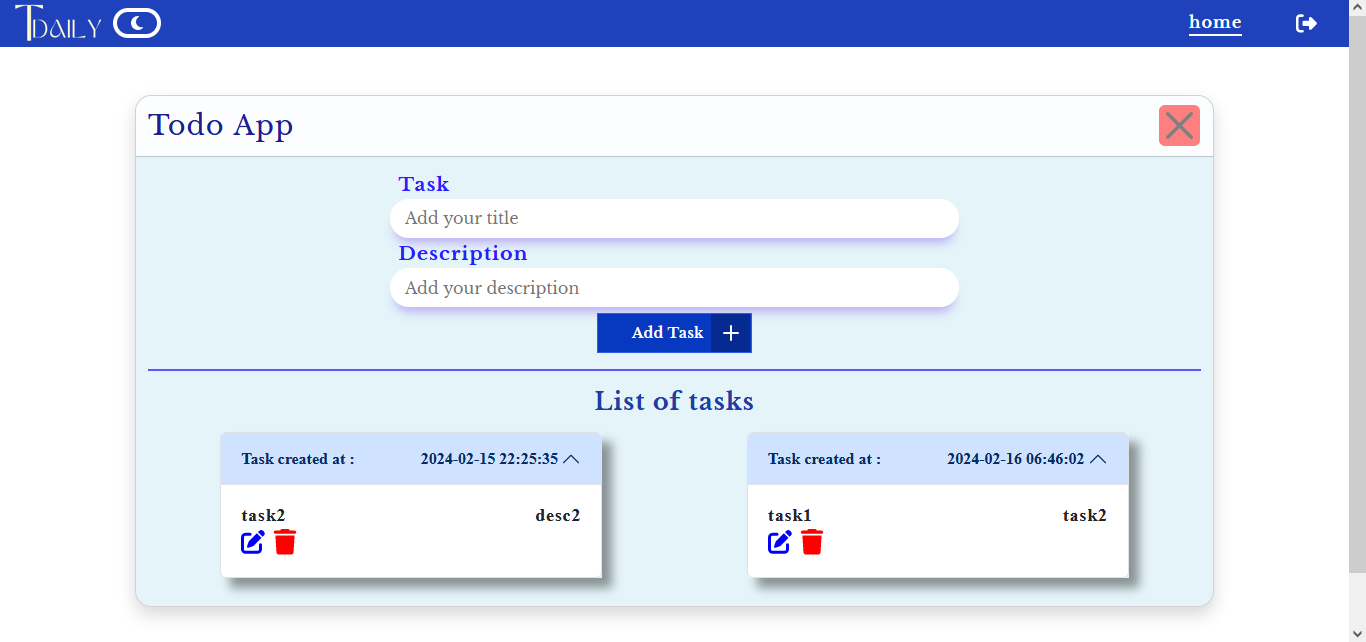 TDAILY
home
Todo App
Task
Add your title
Description
Add your description
Add Task
List of tasks
Task created at : 2024-02-15 22:25:35
task2 desc2
Task created at : 2024-02-16 06:46:02
task1 task2